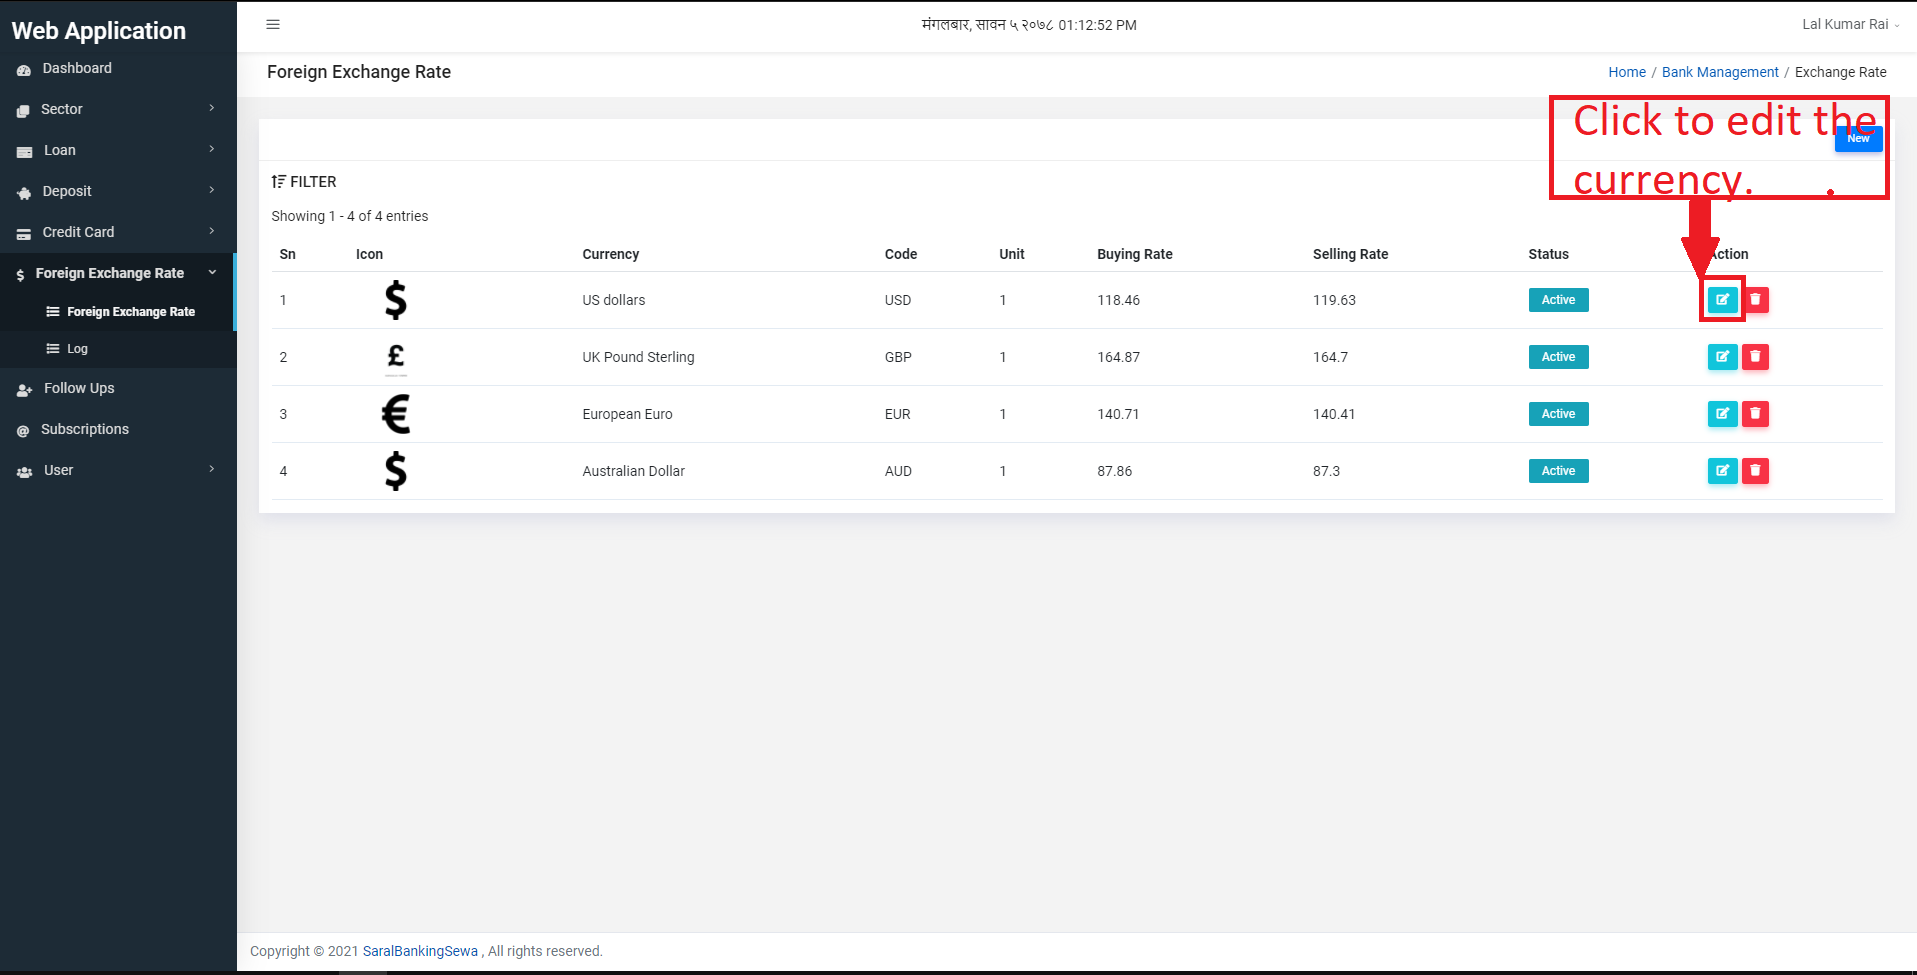 Web Application
मंगलबार, सावन ५ २०७८ 01:12:52 PM
Lal Kumar Rai
Dashboard
Sector
Loan
Deposit
Credit Card
Foreign Exchange Rate
Foreign Exchange Rate
Log
Follow Ups
Subscriptions
User
Foreign Exchange Rate
Home / Bank Management / Exchange Rate
Click to edit the
currency. .
New
FILTER
Showing 1 - 4 of 4 entries
Sn Icon Currency Code Unit Buying Rate Selling Rate Status Action
1 $ US dollars USD 1 118.46 119.63 Active
2 £ UK Pound Sterling GBP 1 164.87 164.7 Active
3 € European Euro EUR 1 140.71 140.41 Active
4 $ Australian Dollar AUD 1 87.86 87.3 Active
Copyright © 2021 SaralBankingSewa , All rights reserved.